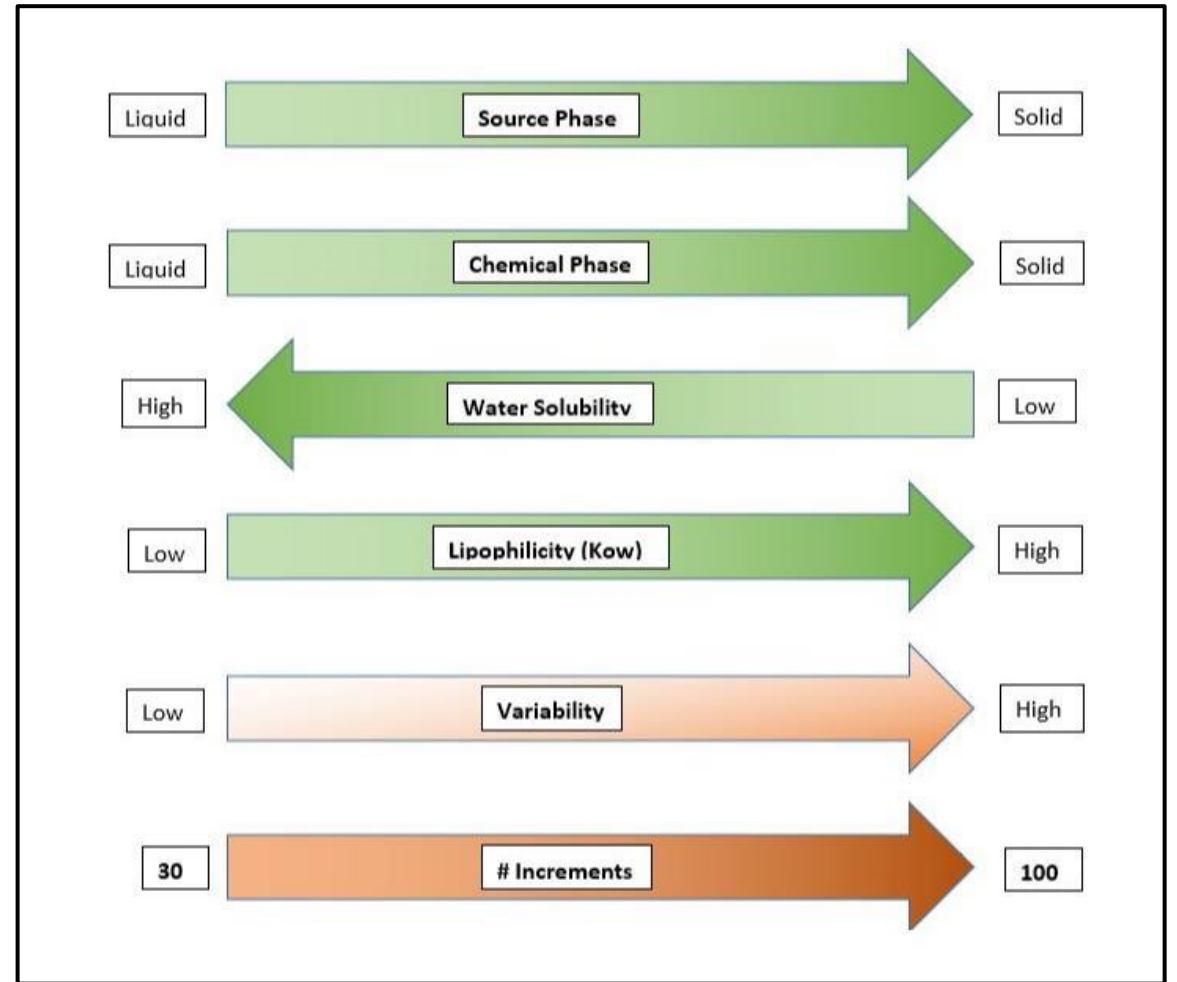 Liquid
Source Phase
Solid
Liquid
Chemical Phase
Solid
High
Water Solubility
Low
Low
Lipophilicity (Kow)
High
Low
Variability
High
30
# Increments
100